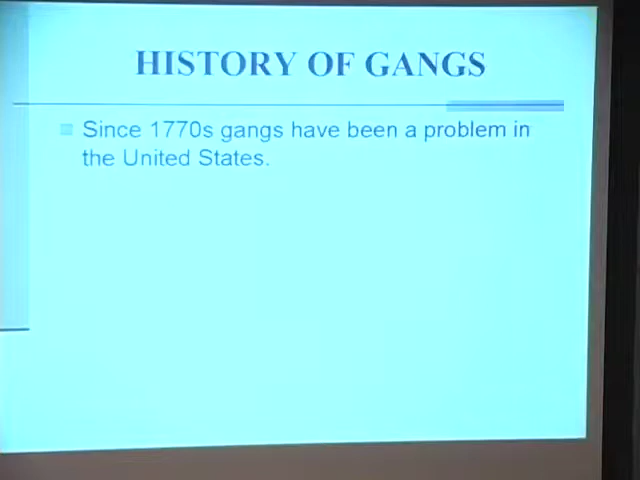 HISTORY OF GANGS
Since 1770s gangs have been a problem in
the United States.